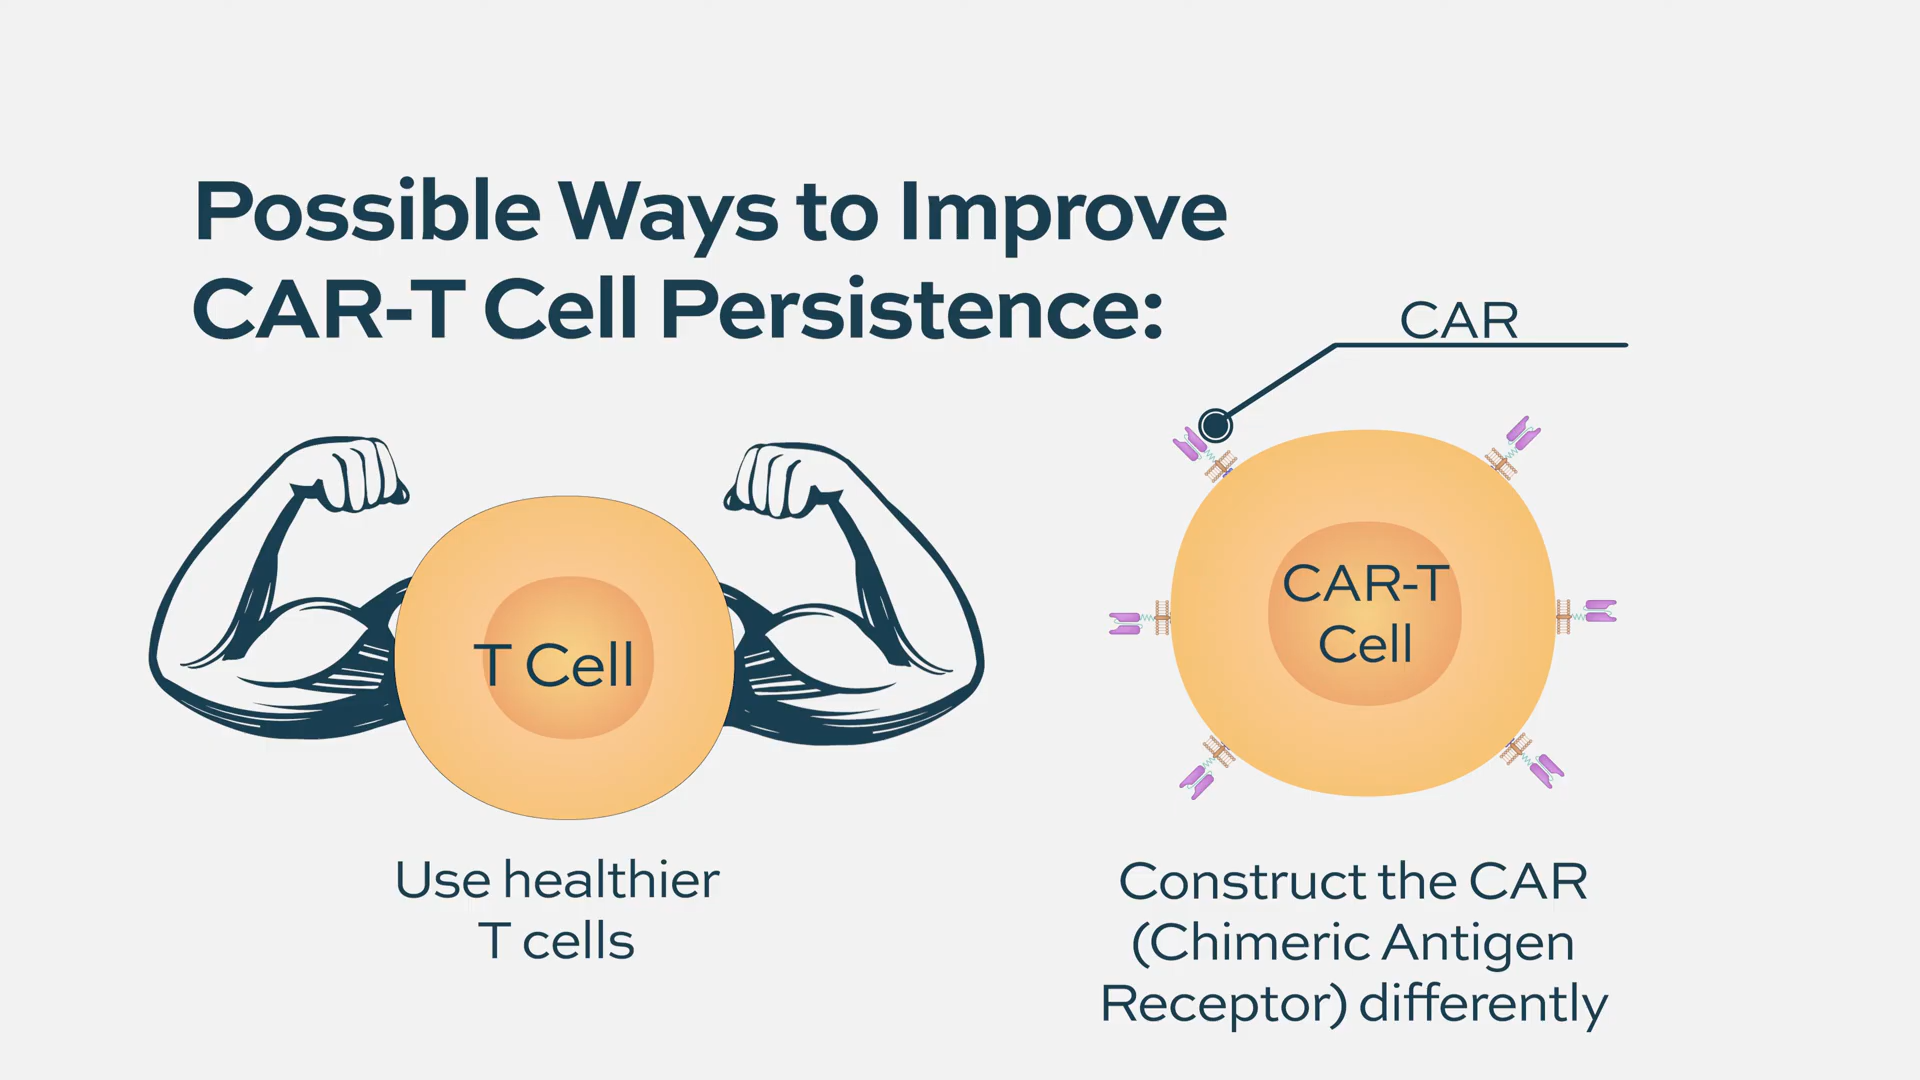 Possible Ways to Improve
CAR-T Cell Persistence:
CAR
T Cell
CAR-T
Cell
Use healthier
T cells
Construct the CAR
(Chimeric Antigen
Receptor) differently